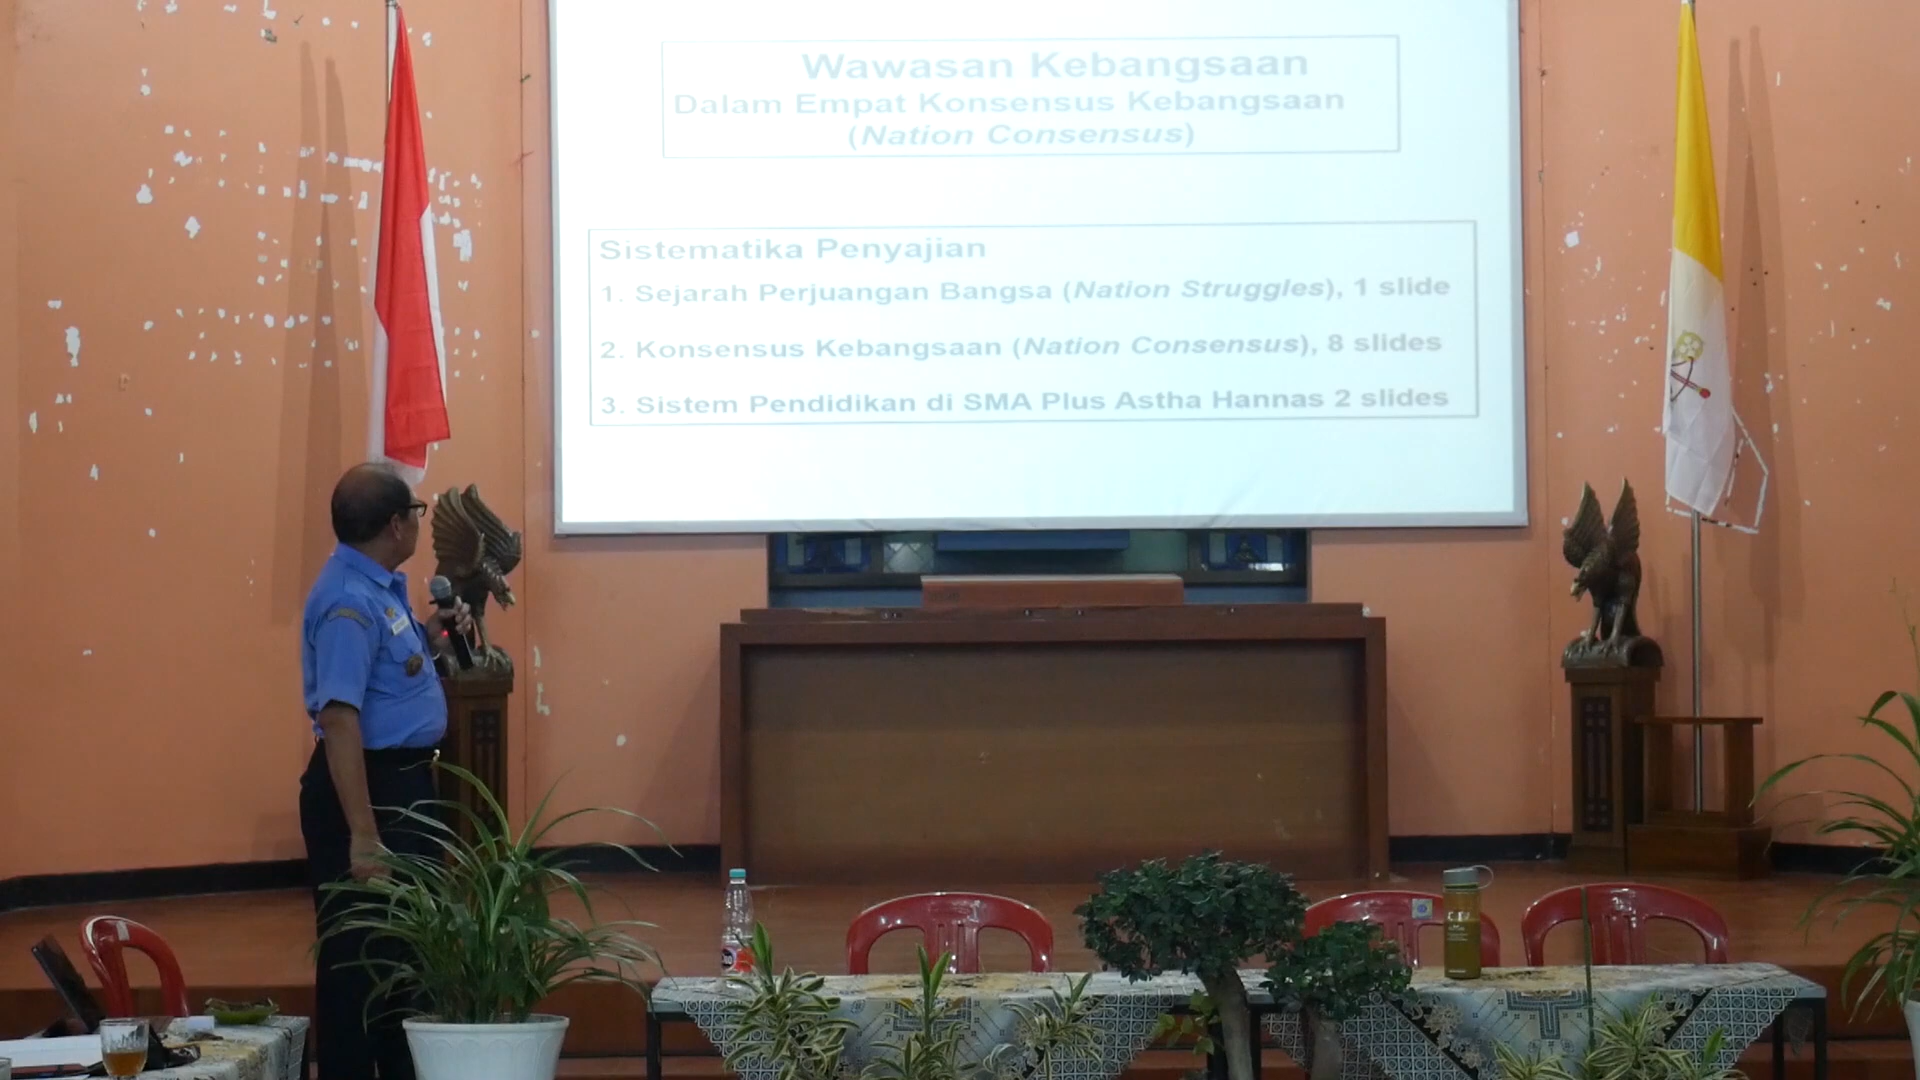 Wawasan Kebangsaan
Dalam Empat Konsensus Kebangsaan
(Nation Consensus)
Sistematika Penyajian
1. Sejarah Perjuangan Bangsa (Nation Struggles), 1 slide
2. Konsensus Kebangsaan (Nation Consensus), 8 slides
3. Sistem Pendidikan di SMA Plus Astha Hannas 2 slides